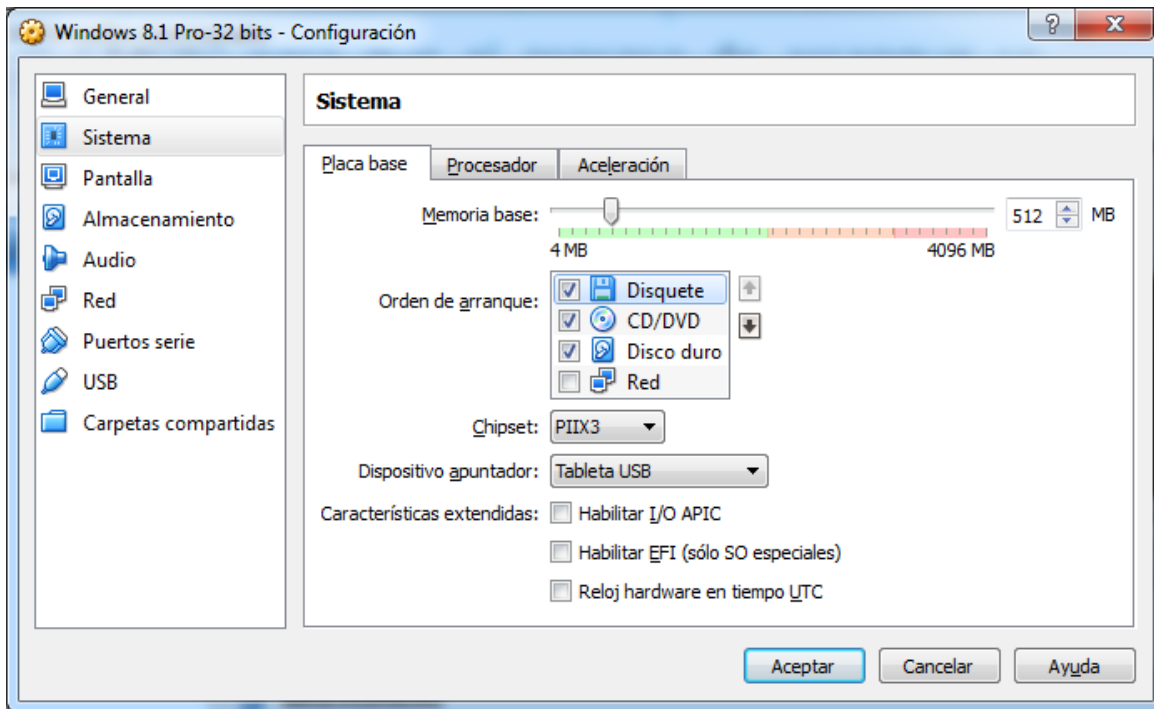 Windows 8.1 Pro-32 bits - Configuración
General
Sistema
Pantalla
Almacenamiento
Audio
Red
Puertos serie
USB
Carpetas compartidas
Sistema
Placa base Procesador Aceleración
Memoria base: 512 MB
4 MB 4096 MB
Orden de arranque: Disquete
CD/DVD
Disco duro
Red
Chipset: PIIX3
Dispositivo apuntador: Tableta USB
Características extendidas: Habilitar I/O APIC
Habilitar EFI (sólo SO especiales)
Reloj hardware en tiempo UTC
Aceptar Cancelar Ayuda